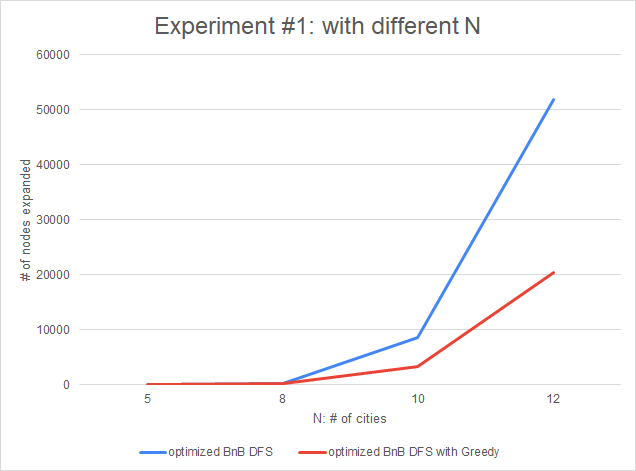 Experiment #1: with different N
60000
50000
40000
30000
20000
10000
0
# of nodes expanded
5 8 10 12
N: # of cities
optimized BnB DFS optimized BnB DFS with Greedy